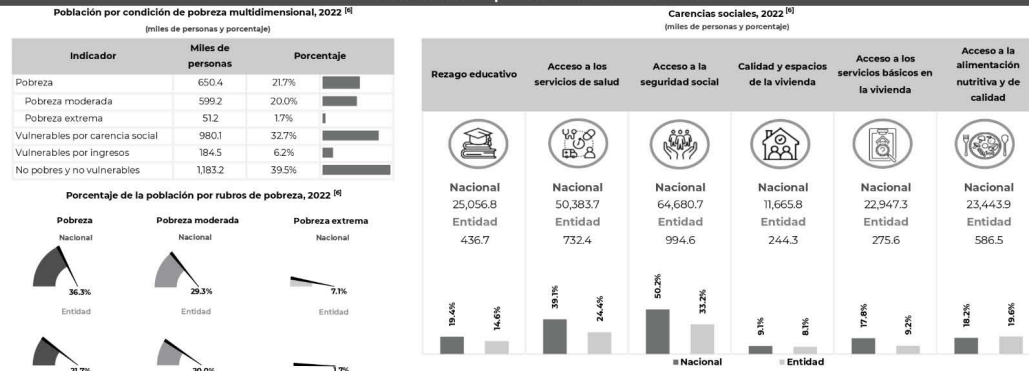 Población por condición de pobreza multidimensional, 2022 [6]
(miles de personas y porcentaje)
Indicador Miles de personas Porcentaje
Pobreza 650.4 21.7%
Pobreza moderada 599.2 20.0%
Pobreza extrema 51.2 1.7%
Vulnerables por carencia social 980.1 32.7%
Vulnerables por ingresos 184.5 6.2%
No pobres y no vulnerables 1,183.2 39.5%
Porcentaje de la población por rubros de pobreza, 2022 [6]
Pobreza Pobreza moderada Pobreza extrema
Nacional Nacional Nacional
36.3% 29.3% 7.1%
Entidad Entidad Entidad
21.7% 20.0% 1.7%
Carencias sociales, 2022 [6]
(miles de personas y porcentaje)
Rezago educativo
Acceso a los
servicios de salud
Acceso a la
seguridad social
Calidad y espacios
de la vivienda
Acceso a los
servicios básicos en
la vivienda
Acceso a la
alimentación
nutritiva y de
calidad
Nacional Nacional Nacional Nacional Nacional Nacional
25,056.8 50,383.7 64,680.7 11,665.8 22,947.3 23,443.9
Entidad Entidad Entidad Entidad Entidad Entidad
436.7 732.4 994.6 244.3 275.6 586.5
19.4% 14.6% 39.1% 24.4% 50.2% 33.2% 9.1% 8.1% 17.8% 9.2% 18.2% 19.6%
Nacional Entidad